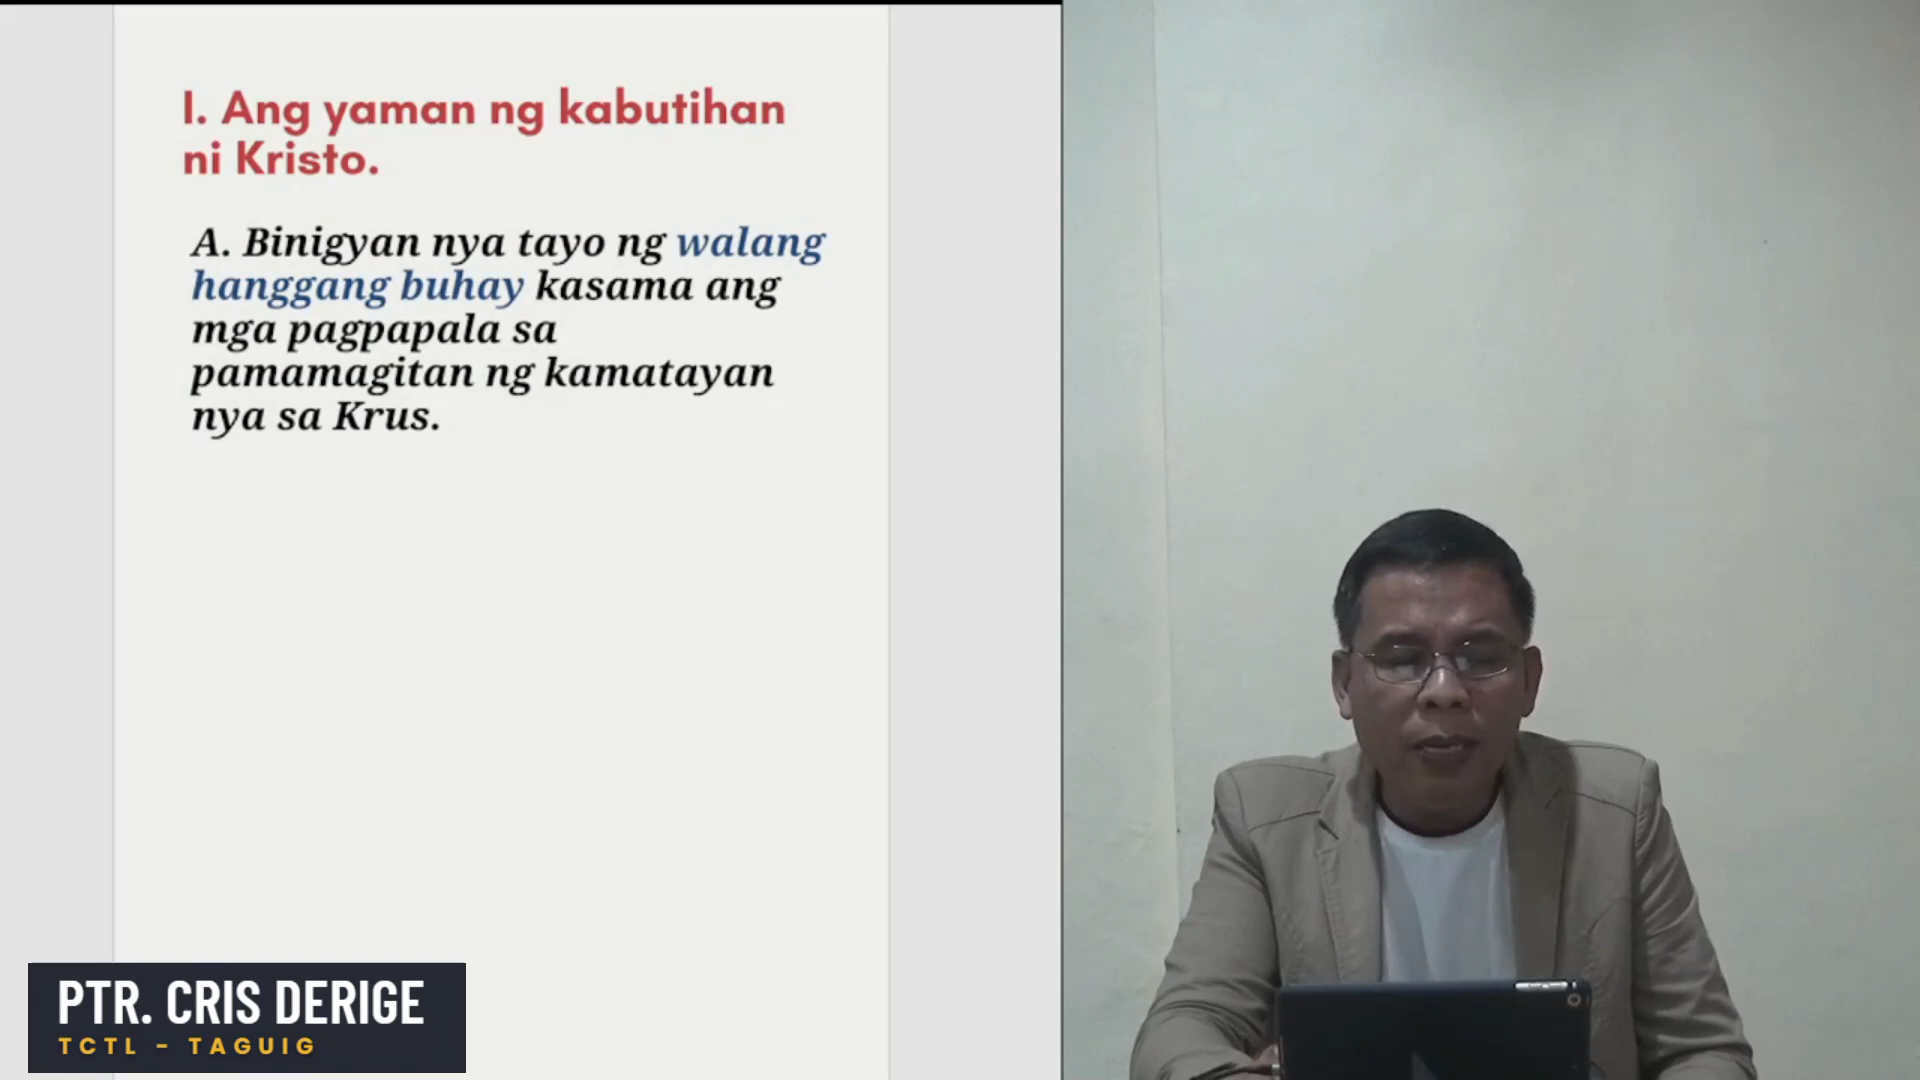 I. Ang yaman ng kabutihan
ni Kristo.
A. Binigyan nya tayo ng walang
hanggang buhay kasama ang
mga pagpapala sa
pamamagitan ng kamatayan
nya sa Krus.
PTR. CRIS DERIGE
TCTL - TAGUIG